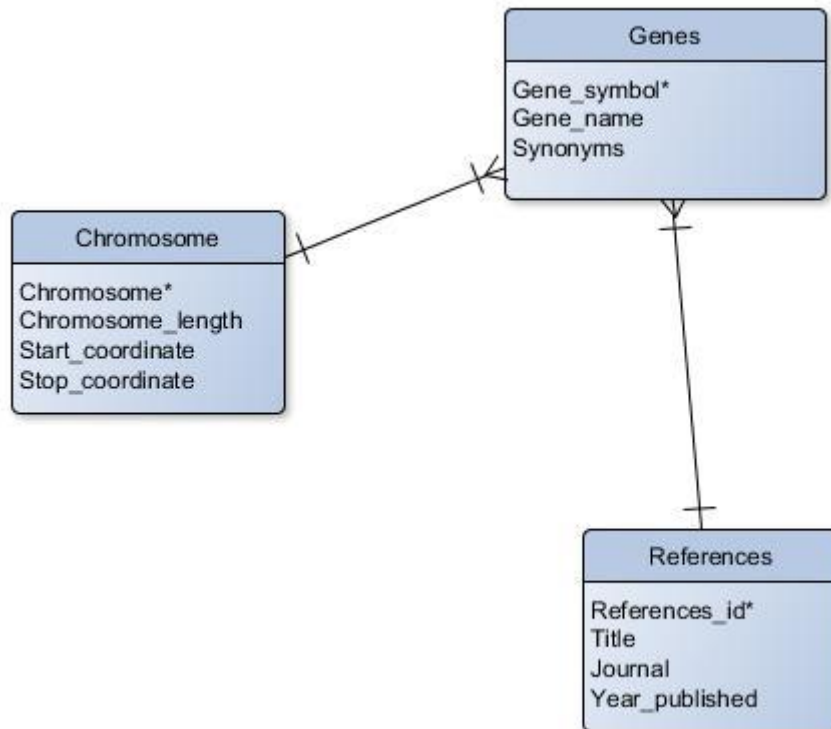 Genes
Gene_symbol*
Gene_name
Synonyms
Chromosome
Chromosome*
Chromosome_length
Start_coordinate
Stop_coordinate
References
References_id*
Title
Journal
Year_published